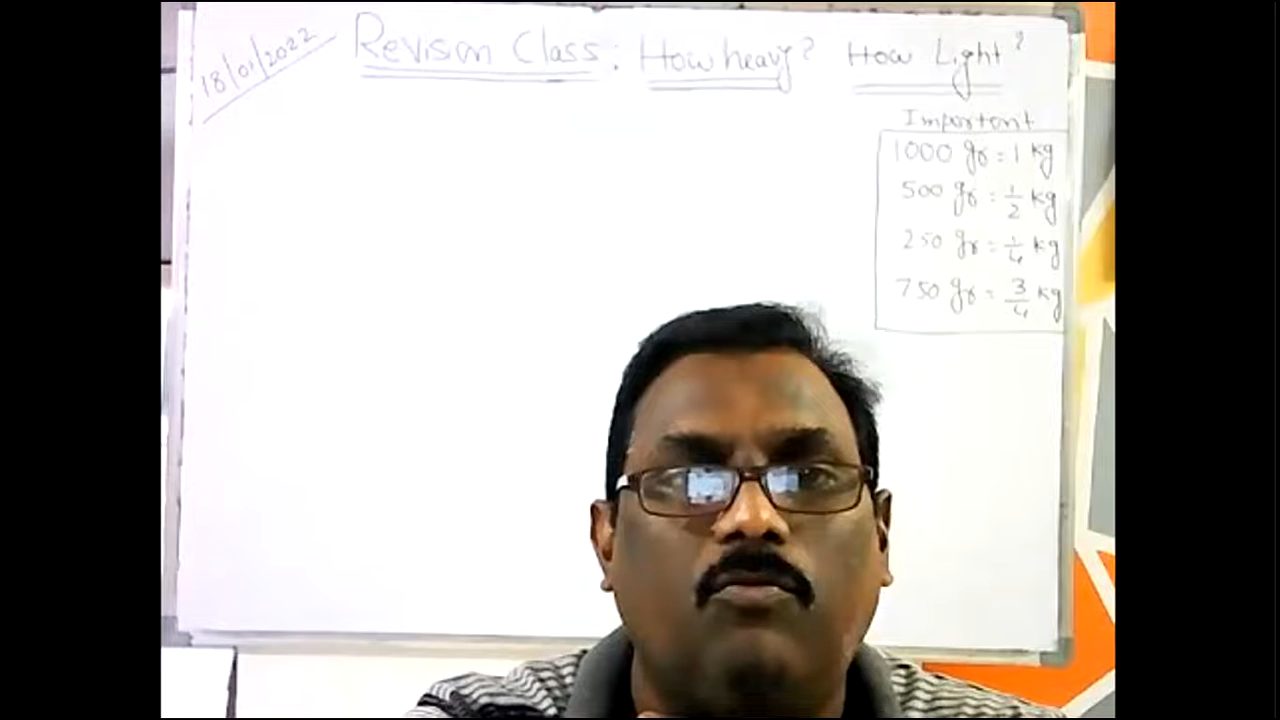 18/01/2022
Revison Class: How heavy? How Light?
Important
1000 gr = 1 kg
500 gr = 1/2 kg
250 gr = 1/4 kg
750 gr = 3/4 kg